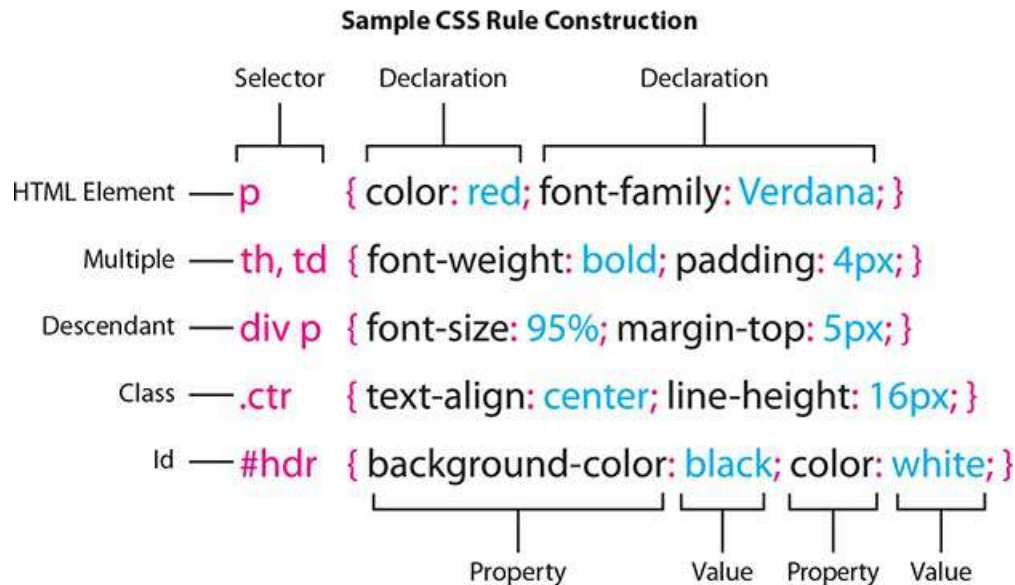 Sample CSS Rule Construction
Selector Declaration Declaration
HTML Element p { color: red; font-family: Verdana; }
Multiple th, td { font-weight: bold; padding: 4px; }
Descendant div p { font-size: 95%; margin-top: 5px; }
Class .ctr { text-align: center; line-height: 16px; }
Id #hdr { background-color: black; color: white; }
Property Value Property Value